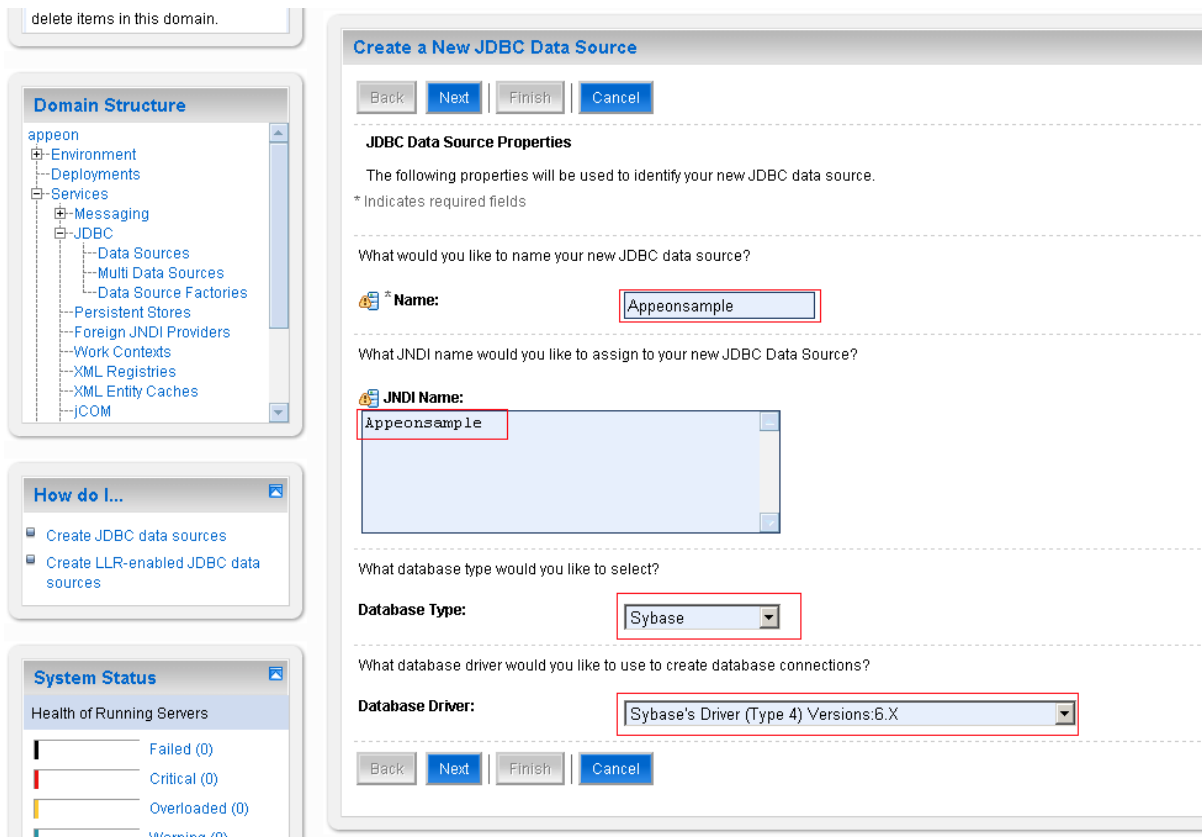 delete items in this domain.
Domain Structure
appeon
Environment
Deployments
Services
Messaging
JDBC
Data Sources
Multi Data Sources
Data Source Factories
Persistent Stores
Foreign JNDI Providers
Work Contexts
XML Registries
XML Entity Caches
jCOM
How do I...
Create JDBC data sources
Create LLR-enabled JDBC data
sources
System Status
Health of Running Servers
Failed (0)
Critical (0)
Overloaded (0)
Warning (0)
Create a New JDBC Data Source
Back Next Finish Cancel
JDBC Data Source Properties
The following properties will be used to identify your new JDBC data source.
* Indicates required fields
What would you like to name your new JDBC data source?
* Name: Appeonsample
What JNDI name would you like to assign to your new JDBC Data Source?
JNDI Name:
Appeonsample
What database type would you like to select?
Database Type: Sybase
What database driver would you like to use to create database connections?
Database Driver: Sybase's Driver (Type 4) Versions:6.X
Back Next Finish Cancel